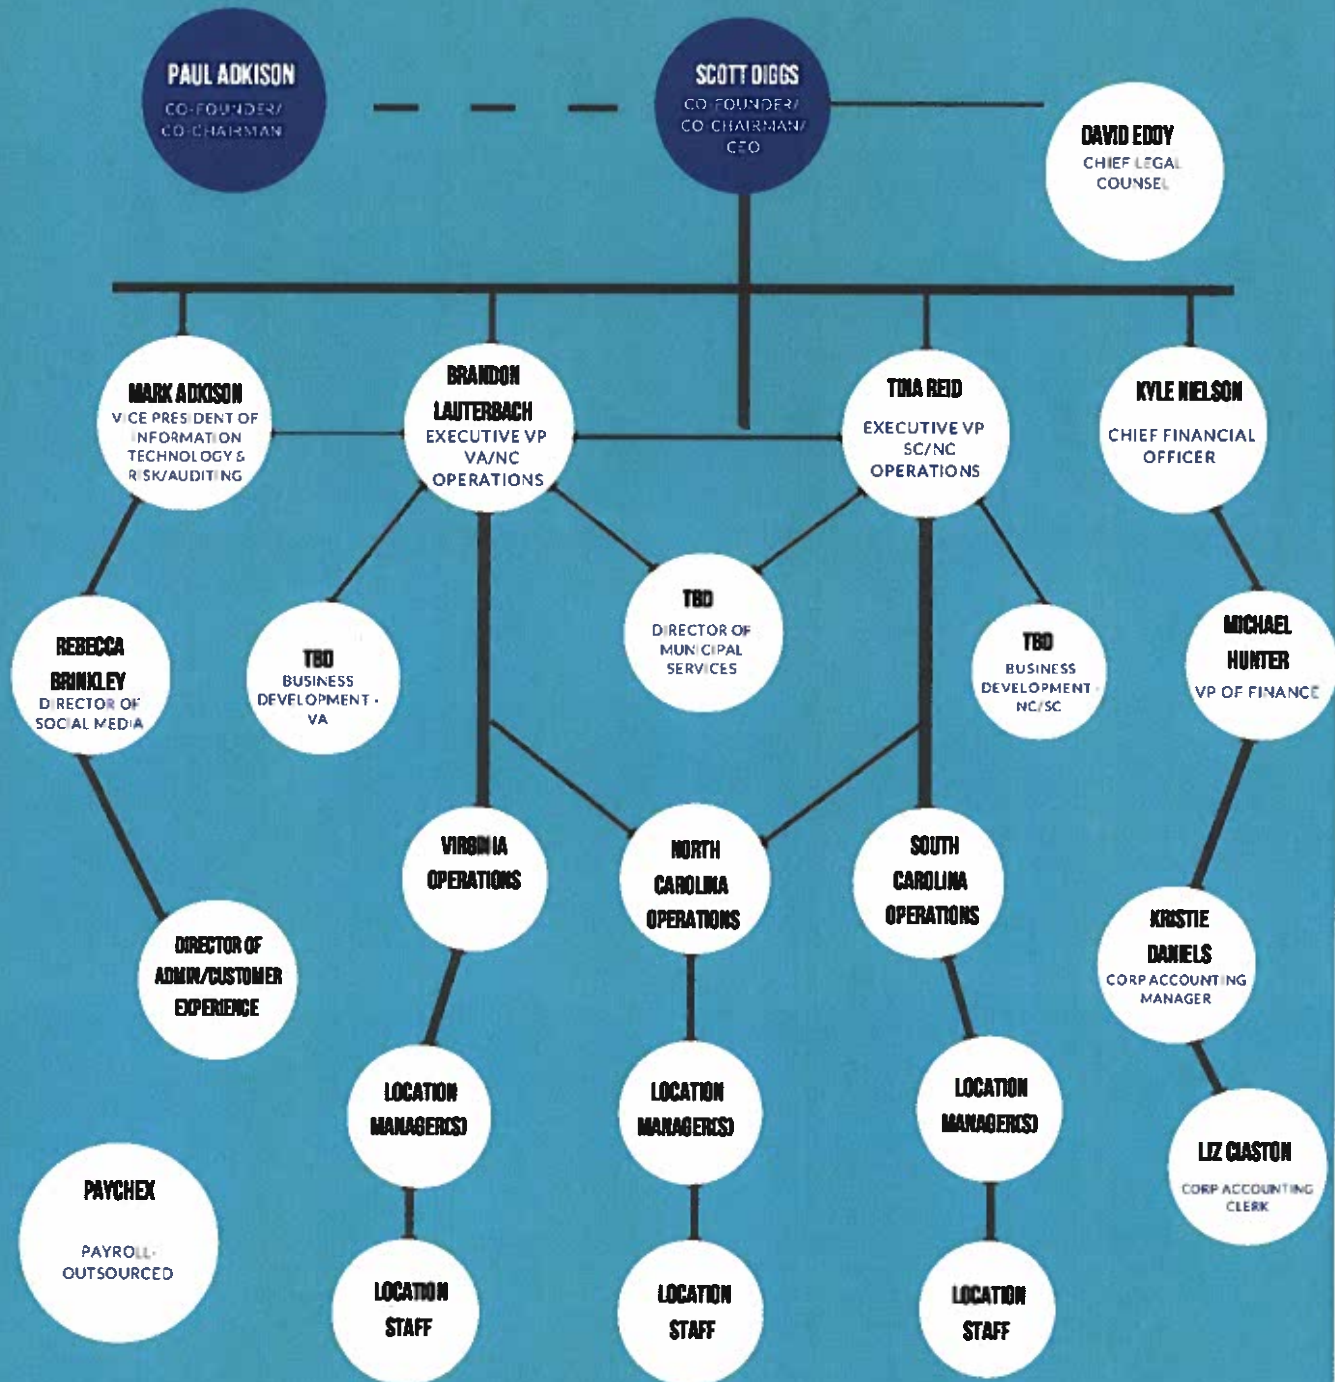 PAUL ADKISON
CO-FOUNDER/
CO-CHAIRMAN
SCOTT DIGGS
CO-FOUNDER/
CO-CHAIRMAN/
CEO
DAVID EDDY
CHIEF LEGAL
COUNSEL
MARK ADKISON
VICE PRESIDENT OF
INFORMATION
TECHNOLOGY &
RISK/AUDITING
BRANDON
LAUTERBACH
EXECUTIVE VP
VA/NC
OPERATIONS
TINA REID
EXECUTIVE VP
SC/NC
OPERATIONS
KYLE NIELSON
CHIEF FINANCIAL
OFFICER
REBECCA
BRINKLEY
DIRECTOR OF
SOCIAL MEDIA
TBD
BUSINESS
DEVELOPMENT -
VA
TBD
DIRECTOR OF
MUNICIPAL
SERVICES
TBD
BUSINESS
DEVELOPMENT -
NC/SC
MICHAEL
HUNTER
VP OF FINANCE
VIRGINIA
OPERATIONS
NORTH
CAROLINA
OPERATIONS
SOUTH
CAROLINA
OPERATIONS
DIRECTOR OF
ADMIN/CUSTOMER
EXPERIENCE
KRISTIE
DANIELS
CORP ACCOUNTING
MANAGER
LOCATION
MANAGER(S)
LOCATION
MANAGER(S)
LOCATION
MANAGER(S)
LIZ CIASTON
CORP ACCOUNTING
CLERK
PAYCHEX
PAYROLL-
OUTSOURCED
LOCATION
STAFF
LOCATION
STAFF
LOCATION
STAFF